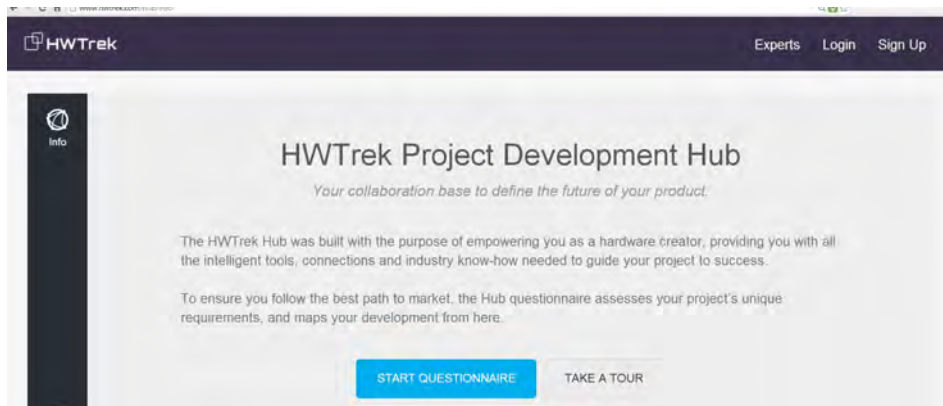 HWTrek
Experts Login Sign Up
Info
HWTrek Project Development Hub
Your collaboration base to define the future of your product.
The HWTrek Hub was built with the purpose of empowering you as a hardware creator, providing you with all
the intelligent tools, connections and industry know-how needed to guide your project to success.
To ensure you follow the best path to market, the Hub questionnaire assesses your project's unique
requirements, and maps your development from here.
START QUESTIONNAIRE TAKE A TOUR